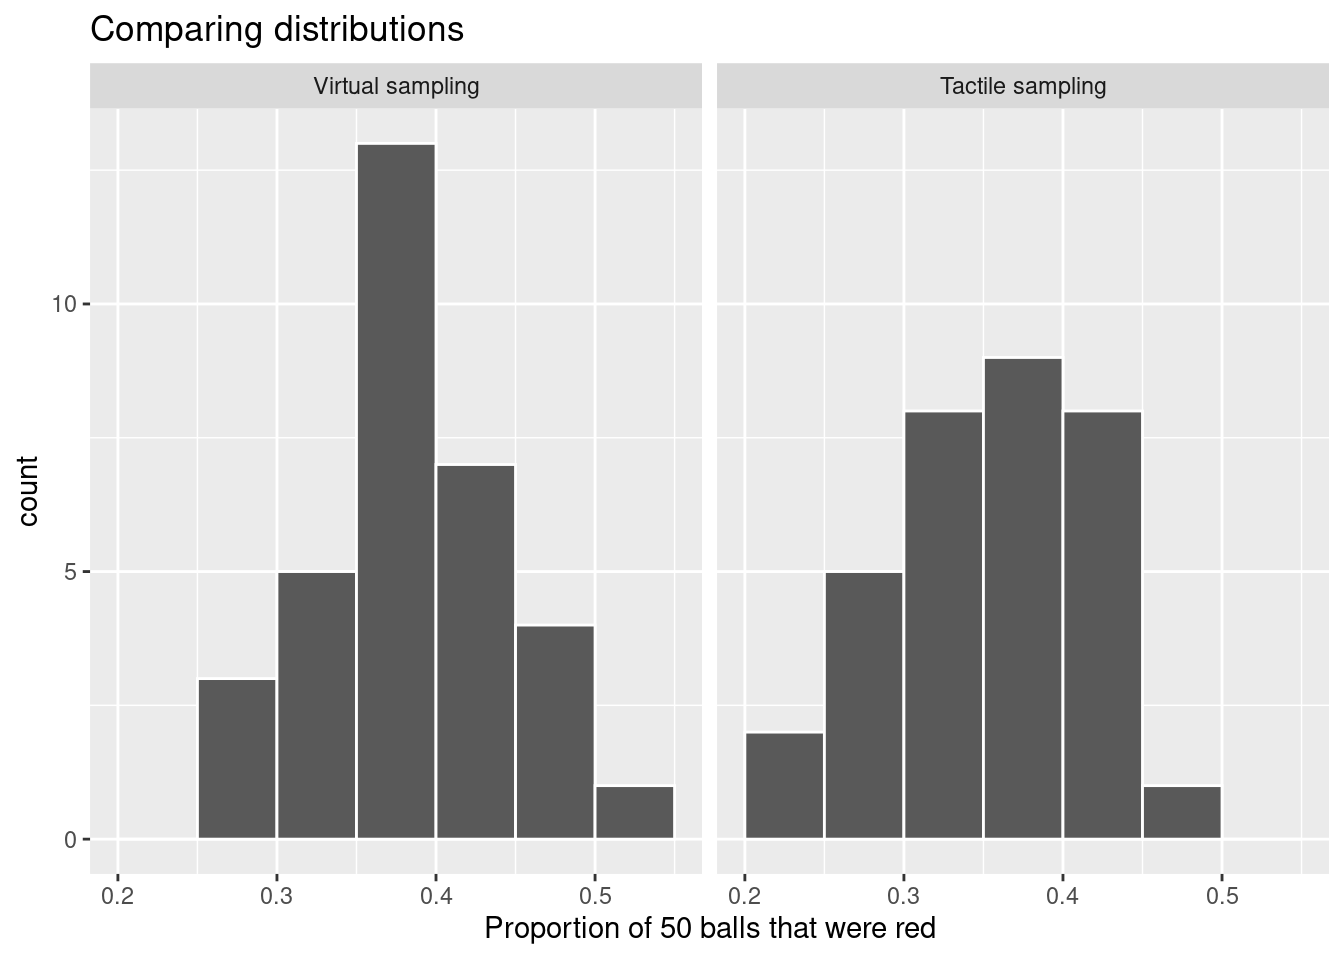 Comparing distributions
Virtual sampling
Tactile sampling
10
5
0
count
0.2 0.3 0.4 0.5
0.2 0.3 0.4 0.5
Proportion of 50 balls that were red